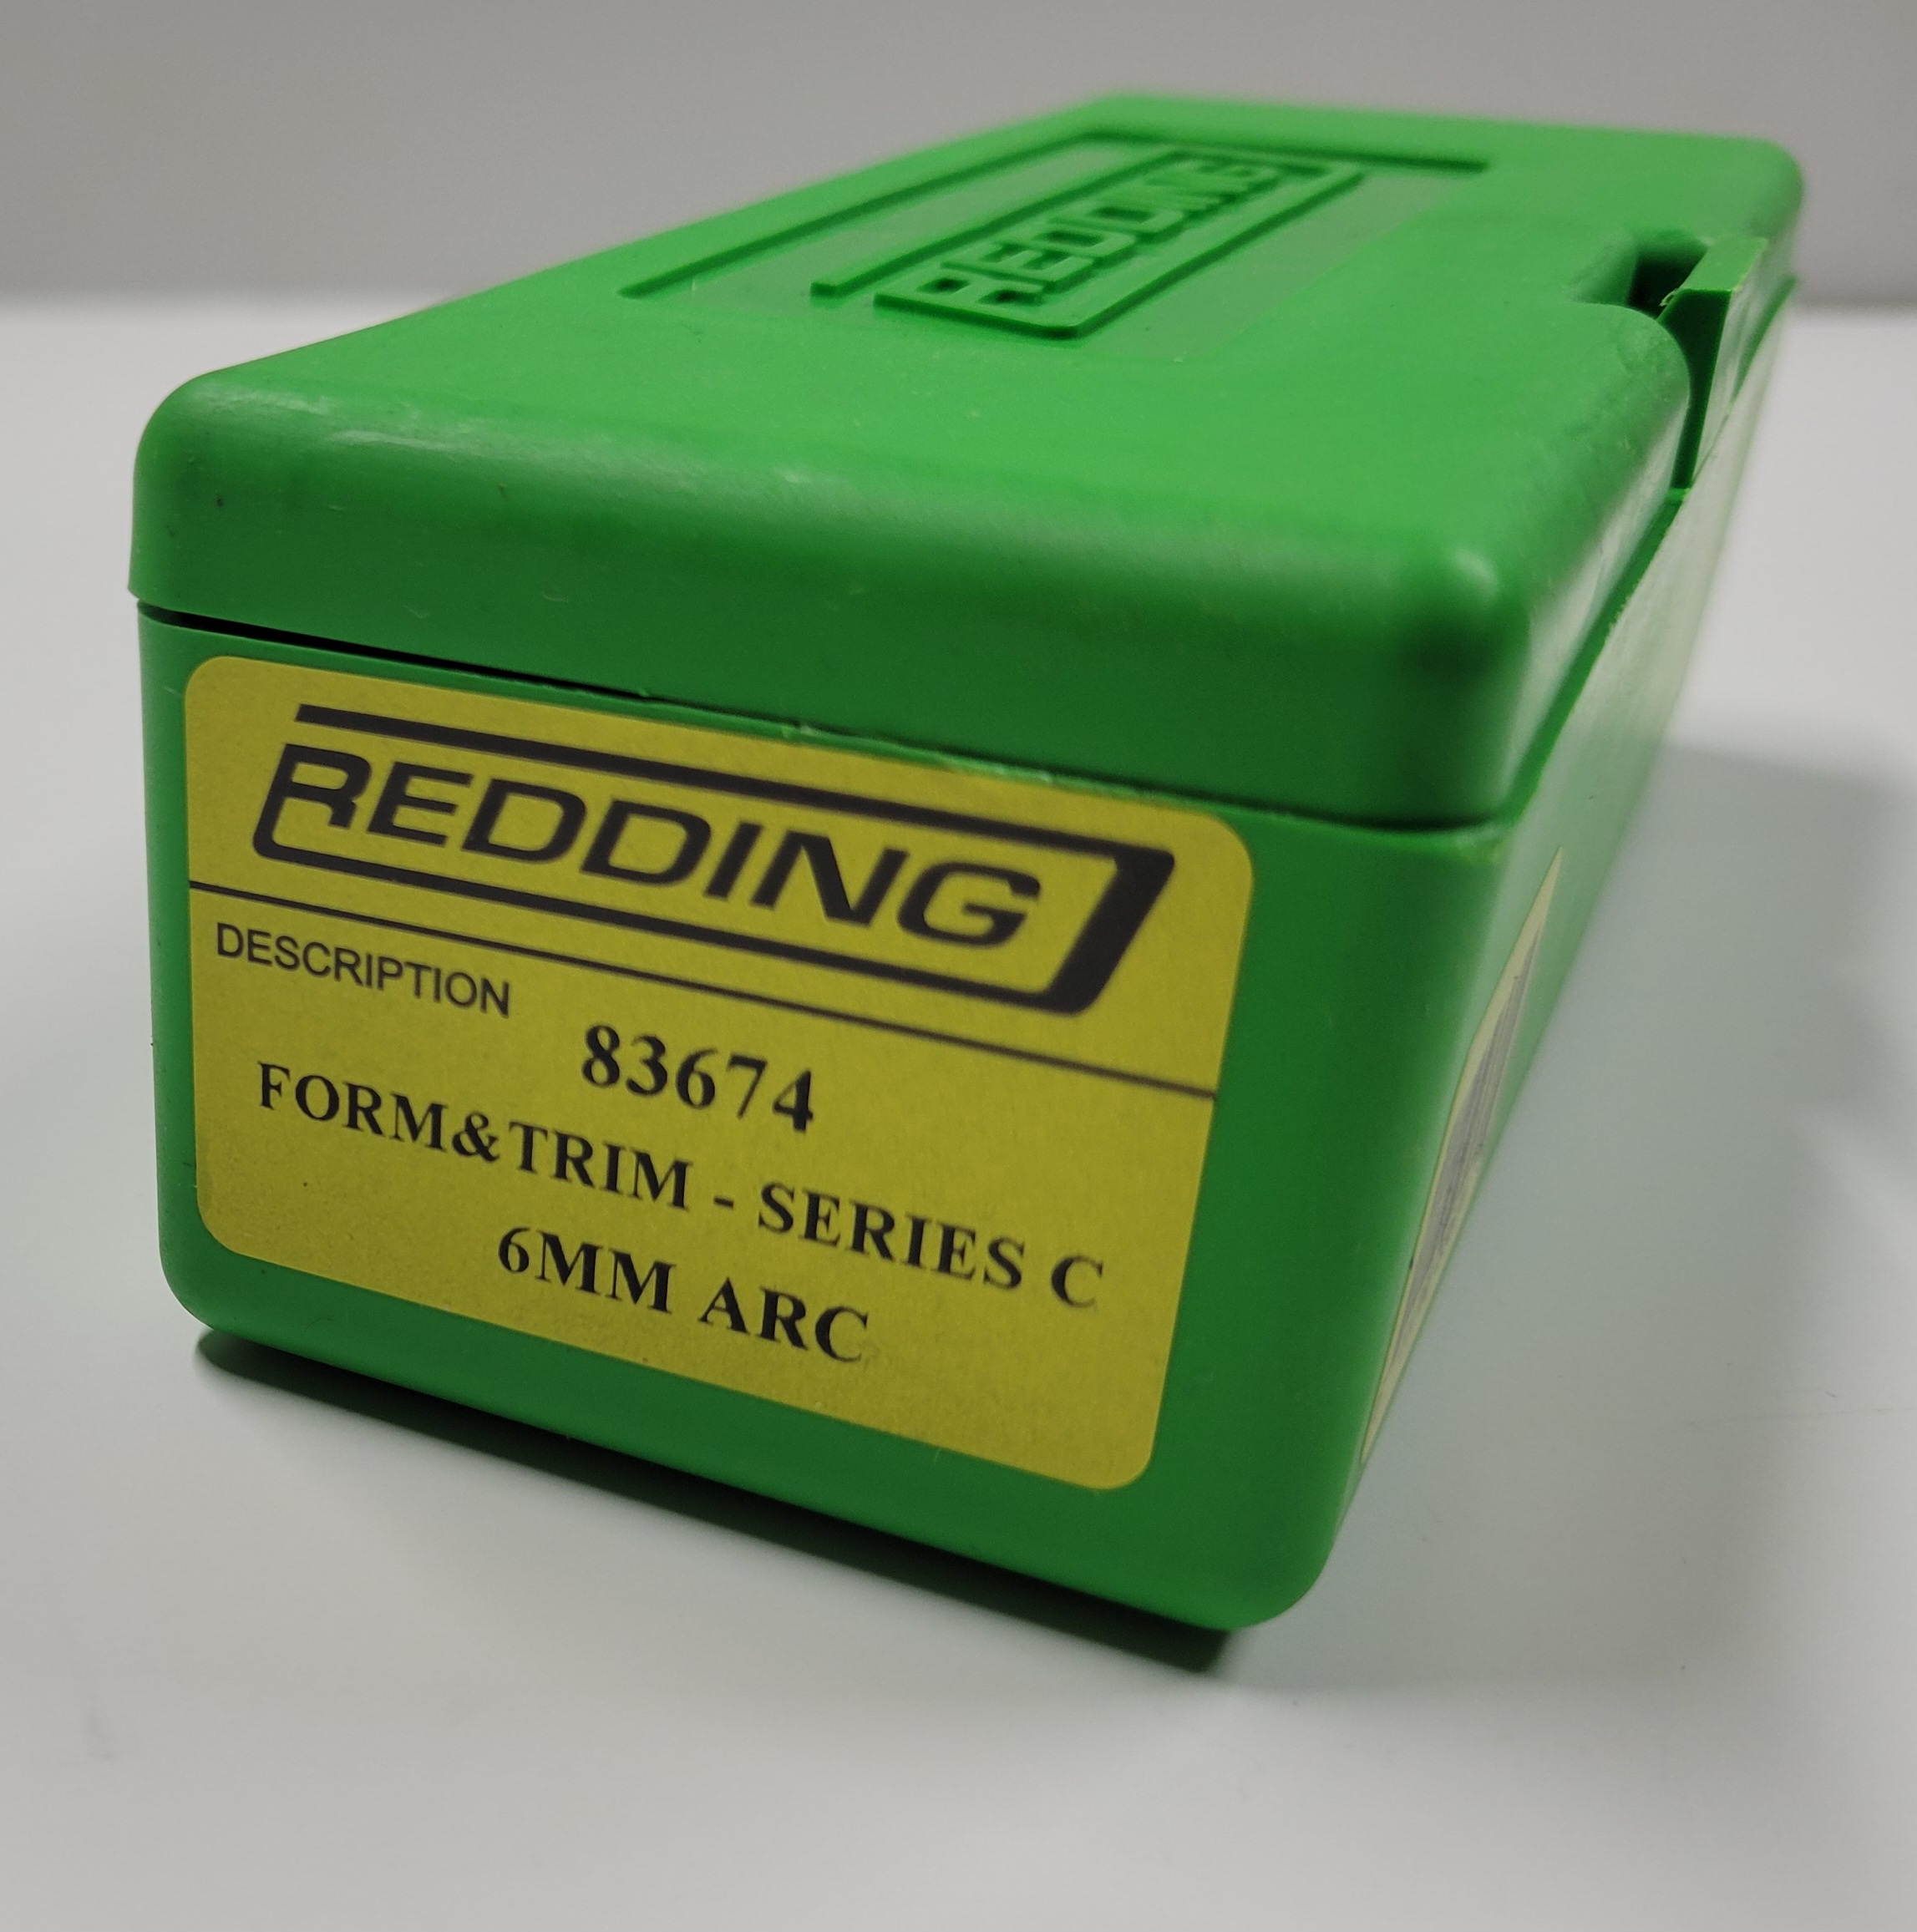 REDDING
REDDING
DESCRIPTION
83674
FORM&TRIM - SERIES C
6MM ARC